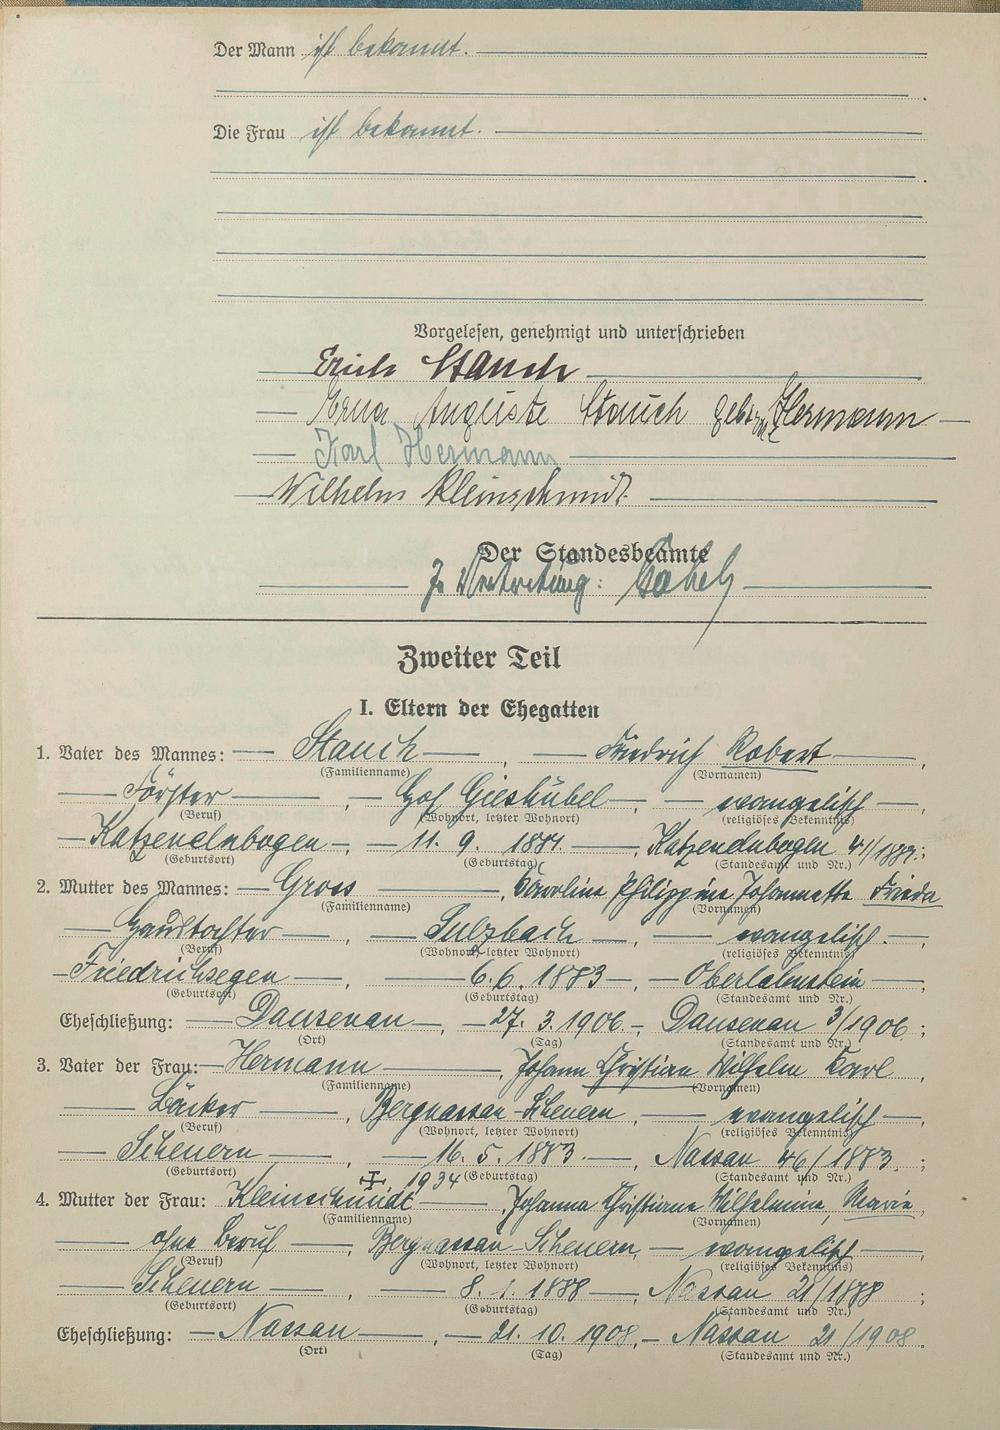 Der Mann ist bekannt.
Die Frau ist bekannt.
Vorgelesen, genehmigt und unterschrieben
Erich Stauch
Erna Auguste Stauch geb. Hermann
Karl Hermann
Wilhelm Kleinschmidt
Der Standesbeamte
In Vertretung:
Zweiter Teil
I. Eltern der Ehegatten
1. Vater des Mannes: Stauch, Friedrich Robert,
(Familienname) (Vornamen)
Förster, Hof Gieshübel, evangelisch,
(Beruf) (Wohnort, letzter Wohnort) (religiöses Bekenntnis)
Katzenelnbogen, 11. 9. Katzenelnbogen
(Geburtsort) (Geburtstag) (Standesamt und Nr.)
2. Mutter des Mannes: Gross, Karoline Philippine Johannette Frieda
(Familienname) (Vornamen)
Haustochter, Sulzbach, evangelisch.
(Beruf) (Wohnort, letzter Wohnort) (religiöses Bekenntnis)
Friedrichsegen, 6. 6. 1883, Oberlahnstein;
(Geburtsort) (Geburtstag) (Standesamt und Nr.)
Eheschließung: Dausenau, 27. 3. 1906, Dausenau 3/1906;
(Ort) (Tag) (Standesamt und Nr.)
3. Vater der Frau: Hermann, Johann Christian Wilhelm Karl,
(Familienname) (Vornamen)
Bäcker, Bergnassau-Scheuern, evangelisch,
(Beruf) (Wohnort, letzter Wohnort) (religiöses Bekenntnis)
Scheuern, 16. 5. 1883. Nassau 46/1883.;
(Geburtsort) (Geburtstag) (Standesamt und Nr.)
1934
4. Mutter der Frau: Kleinschmidt, Johanna Christiane Wilhelmine, Marie,
(Familienname) (Vornamen)
ohne Beruf, Bergnassau-Scheuern, evangelisch,
(Beruf) (Wohnort, letzter Wohnort) (religiöses Bekenntnis)
Scheuern, 8. 1. 1888, Nassau 21/1888;
(Geburtsort) (Geburtstag) (Standesamt und Nr.)
Eheschließung: Nassau, 21. 10. 1908, Nassau 21/1908.
(Ort) (Tag) (Standesamt und Nr.)